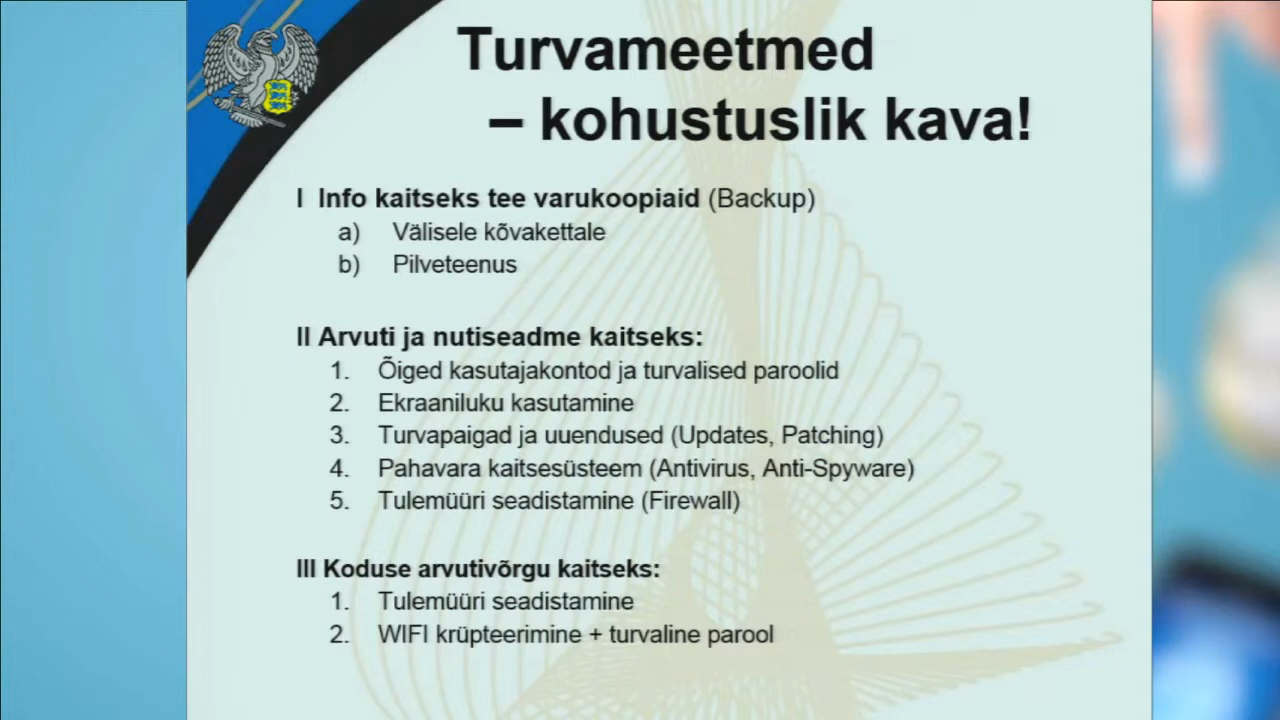 Turvameetmed
– kohustuslik kava!
I Info kaitseks tee varukoopiaid (Backup)
a) Välisele kõvakettale
b) Pilveteenus
II Arvuti ja nutiseadme kaitseks:
1. Õiged kasutajakontod ja turvalised paroolid
2. Ekraaniluku kasutamine
3. Turvapaigad ja uuendused (Updates, Patching)
4. Pahavara kaitsesüsteem (Antivirus, Anti-Spyware)
5. Tulemüüri seadistamine (Firewall)
III Koduse arvutivõrgu kaitseks:
1. Tulemüüri seadistamine
2. WIFI krüpteerimine + turvaline parool